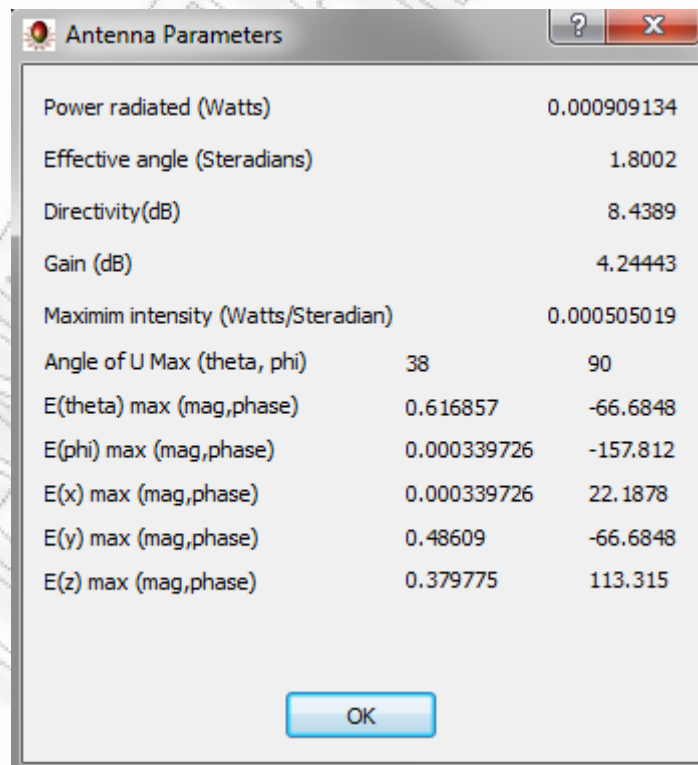 Antenna Parameters
Power radiated (Watts) 0.000909134
Effective angle (Steradians) 1.8002
Directivity(dB) 8.4389
Gain (dB) 4.24443
Maximim intensity (Watts/Steradian) 0.000505019
Angle of U Max (theta, phi) 38 90
E(theta) max (mag,phase) 0.616857 -66.6848
E(phi) max (mag,phase) 0.000339726 -157.812
E(x) max (mag,phase) 0.000339726 22.1878
E(y) max (mag,phase) 0.48609 -66.6848
E(z) max (mag,phase) 0.379775 113.315
OK